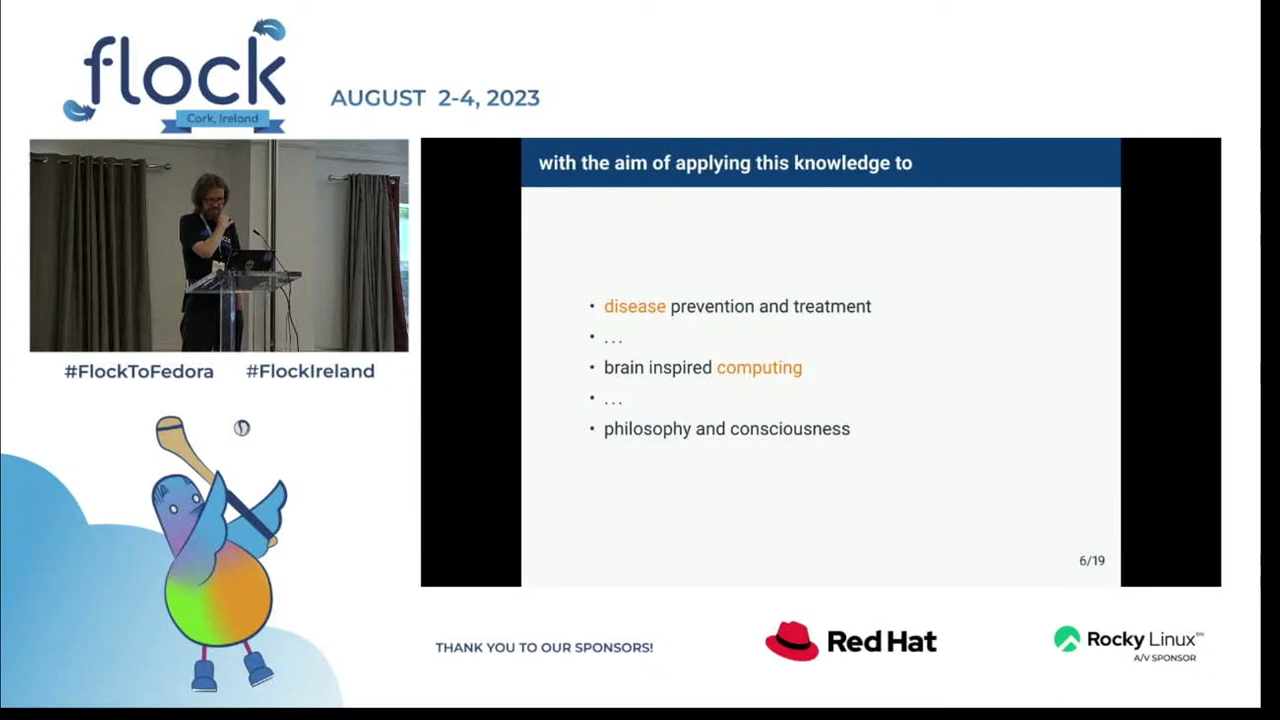 flock
Cork, Ireland
AUGUST 2-4, 2023
with the aim of applying this knowledge to
• disease prevention and treatment
• ...
• brain inspired computing
• ...
• philosophy and consciousness
6/19
#FlockToFedora #FlockIreland
THANK YOU TO OUR SPONSORS!
Red Hat
Rocky Linux™
A/V SPONSOR